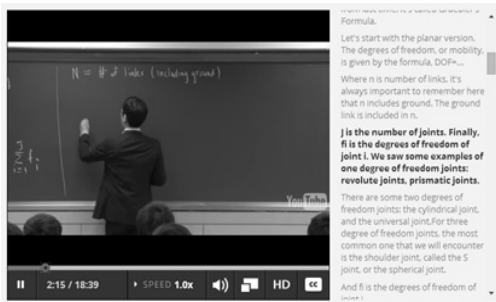 Formula.
Let's start with the planar version.
The degrees of freedom, or mobility,
is given by the formula, DOF=...
Where n is number of links. it's
always important to remember here
that n includes ground. The ground
link is included in n.
J is the number of joints. Finally,
fi is the degrees of freedom of
joint i. We saw some examples of
one degree of freedom joints:
revolute joints, prismatic joints.
There are some two degrees of
freedom joints: the cylindrical joint,
and the universal joint.For three
degree of freedom joints, the most
common one that we will encounter
is the shoulder joint, called the S
joint, or the spherical joint.
And fi is the degrees of freedom of
N = # of links (including ground)
YouTube
2:15 / 18:39
SPEED 1.0x
HD
CC